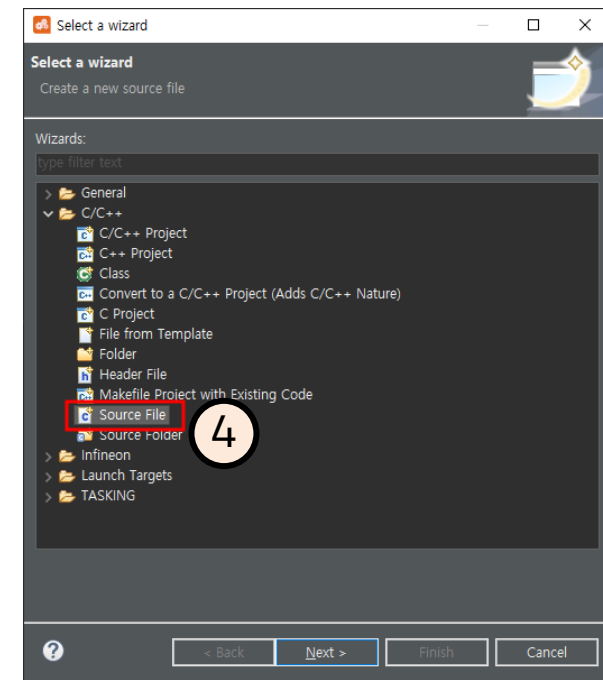 Select a wizard
Select a wizard
Create a new source file
Wizards:
type filter text
General
C/C++
C/C++ Project
C++ Project
Class
Convert to a C/C++ Project (Adds C/C++ Nature)
C Project
File from Template
Folder
Header File
Makefile Project with Existing Code
Source File
4
Source Folder
Infineon
Launch Targets
TASKING
< Back Next > Finish Cancel